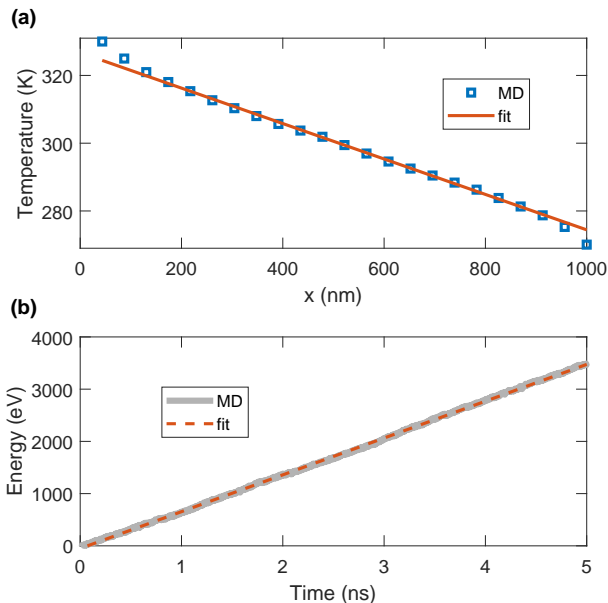 (a)
Temperature (K)
320
300
280
MD
fit
0
200
400
600
800
1000
x (nm)
(b)
Energy (eV)
4000
3000
2000
1000
0
MD
fit
0
1
2
3
4
5
Time (ns)